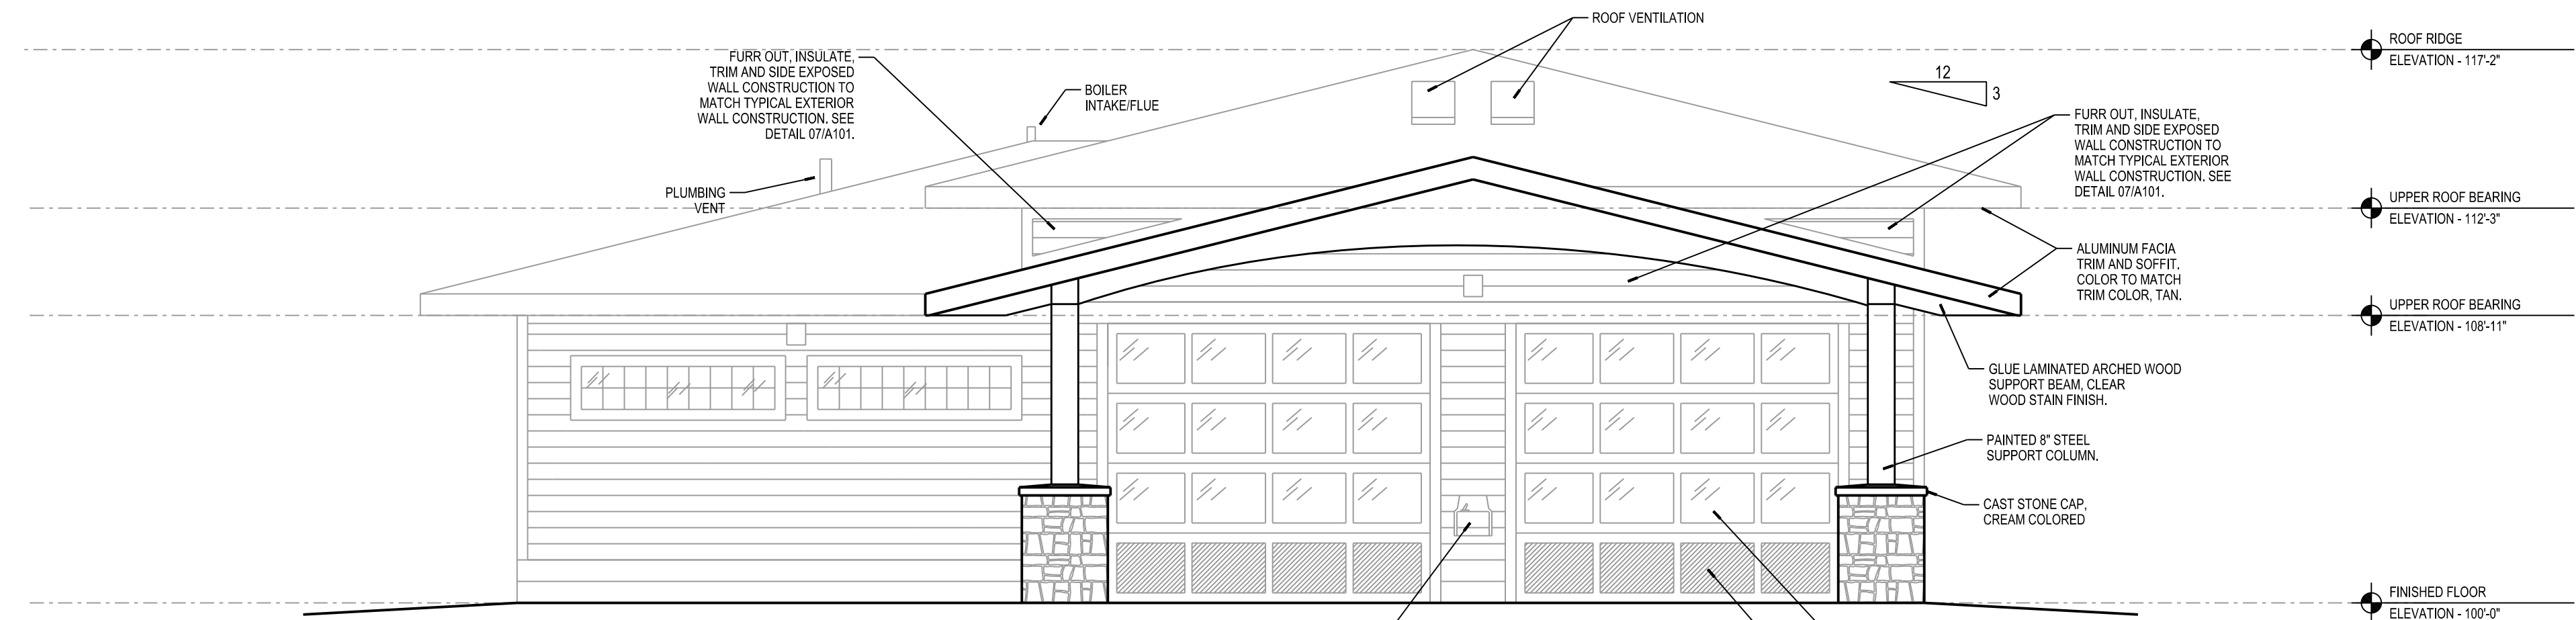 ROOF VENTILATION
ROOF RIDGE
ELEVATION - 117'-2"
FURR OUT, INSULATE,
TRIM AND SIDE EXPOSED
WALL CONSTRUCTION TO
MATCH TYPICAL EXTERIOR
WALL CONSTRUCTION. SEE
DETAIL 07/A101.
BOILER
INTAKE/FLUE
12
3
FURR OUT, INSULATE,
TRIM AND SIDE EXPOSED
WALL CONSTRUCTION TO
MATCH TYPICAL EXTERIOR
WALL CONSTRUCTION. SEE
DETAIL 07/A101.
PLUMBING
VENT
UPPER ROOF BEARING
ELEVATION - 112'-3"
ALUMINUM FACIA
TRIM AND SOFFIT.
COLOR TO MATCH
TRIM COLOR, TAN.
UPPER ROOF BEARING
ELEVATION - 108'-11"
GLUE LAMINATED ARCHED WOOD
SUPPORT BEAM, CLEAR
WOOD STAIN FINISH.
PAINTED 8" STEEL
SUPPORT COLUMN.
CAST STONE CAP,
CREAM COLORED
FINISHED FLOOR
ELEVATION - 100'-0"